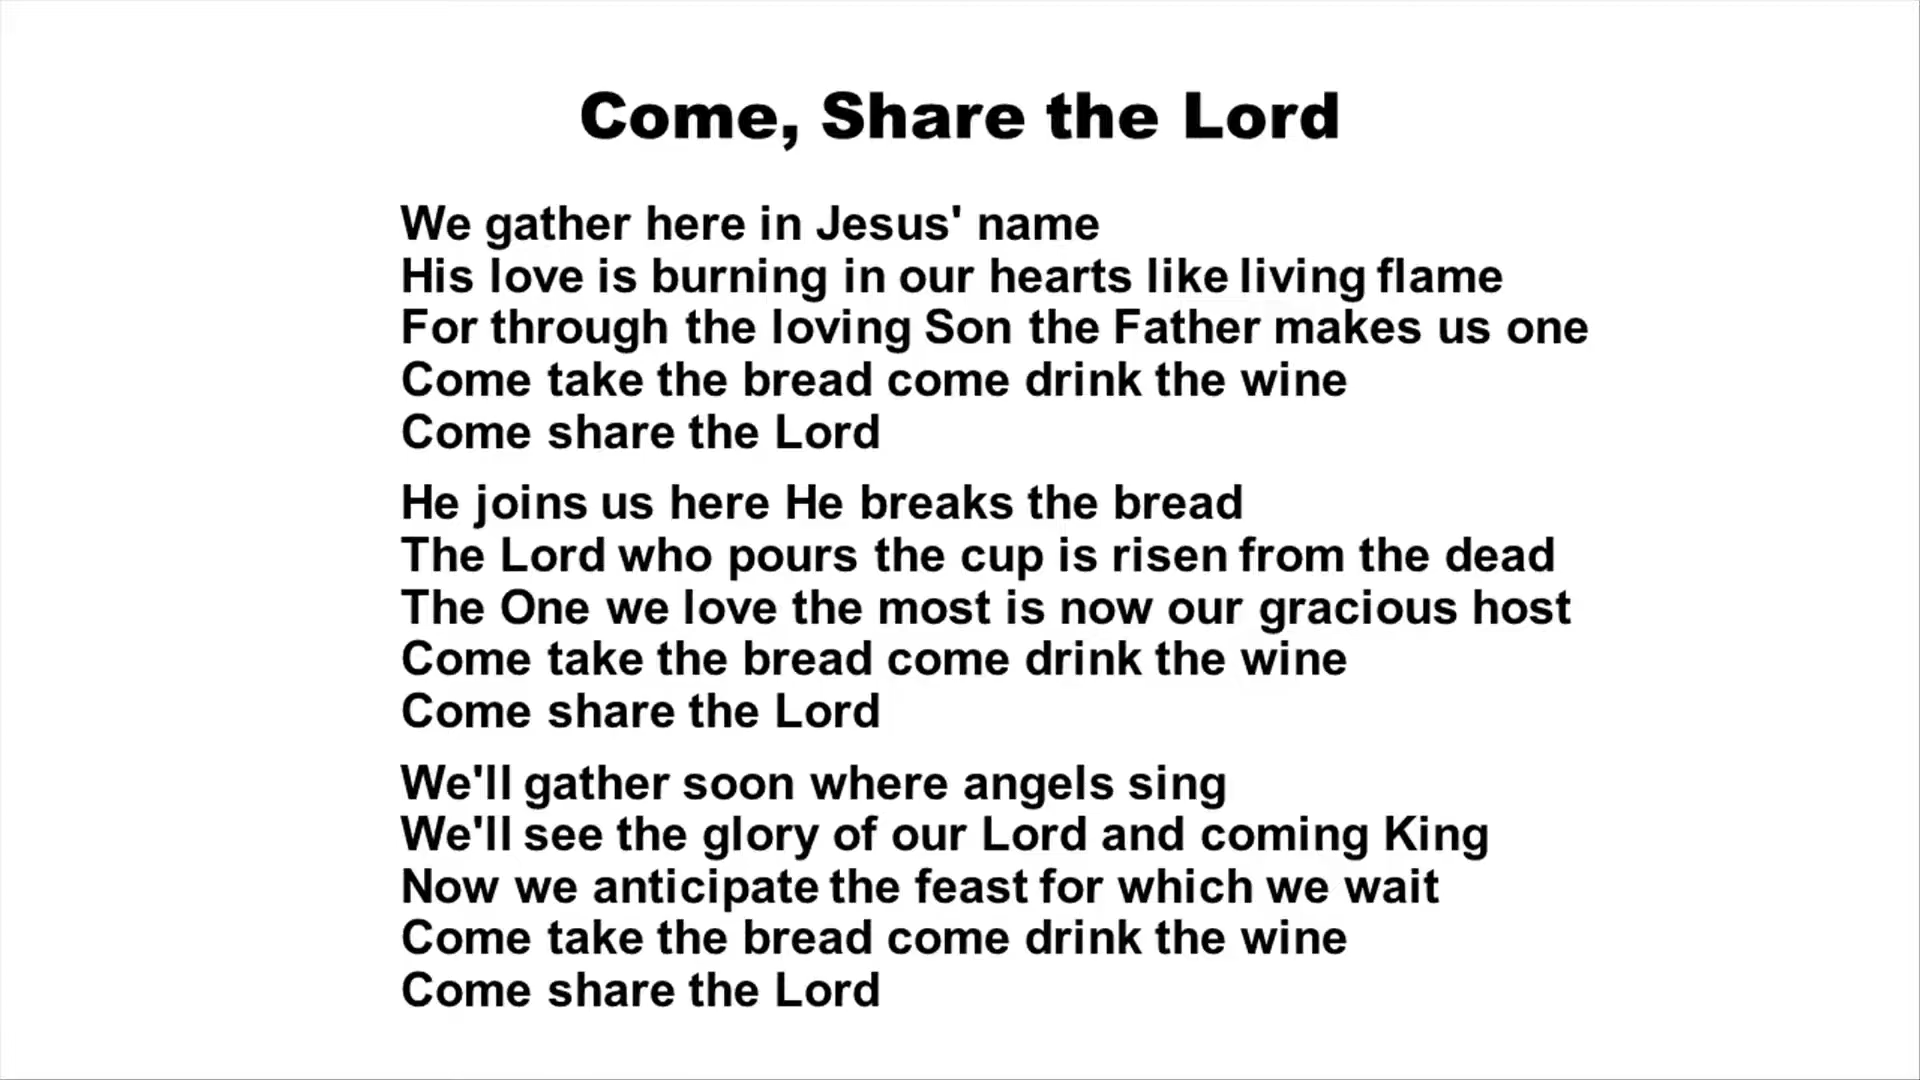 Come, Share the Lord
We gather here in Jesus' name
His love is burning in our hearts like living flame
For through the loving Son the Father makes us one
Come take the bread come drink the wine
Come share the Lord
He joins us here He breaks the bread
The Lord who pours the cup is risen from the dead
The One we love the most is now our gracious host
Come take the bread come drink the wine
Come share the Lord
We'll gather soon where angels sing
We'll see the glory of our Lord and coming King
Now we anticipate the feast for which we wait
Come take the bread come drink the wine
Come share the Lord